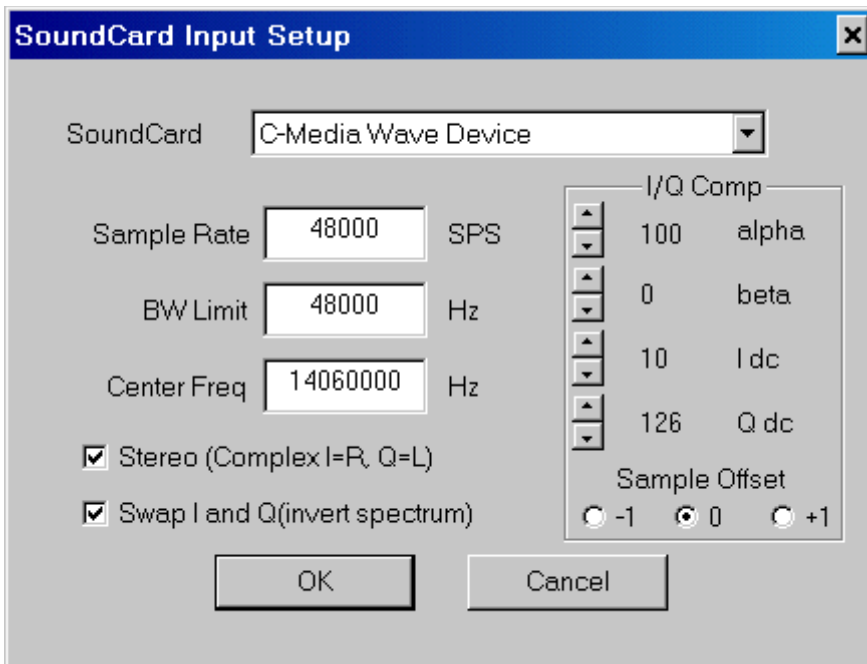 SoundCard Input Setup
SoundCard C-Media Wave Device
I/Q Comp
Sample Rate 48000 SPS
100 alpha
BW Limit 48000 Hz
0 beta
Center Freq 14060000 Hz
10 I dc
126 Q dc
Stereo (Complex I=R, Q=L)
Swap I and Q(invert spectrum)
Sample Offset
-1 0 +1
OK Cancel